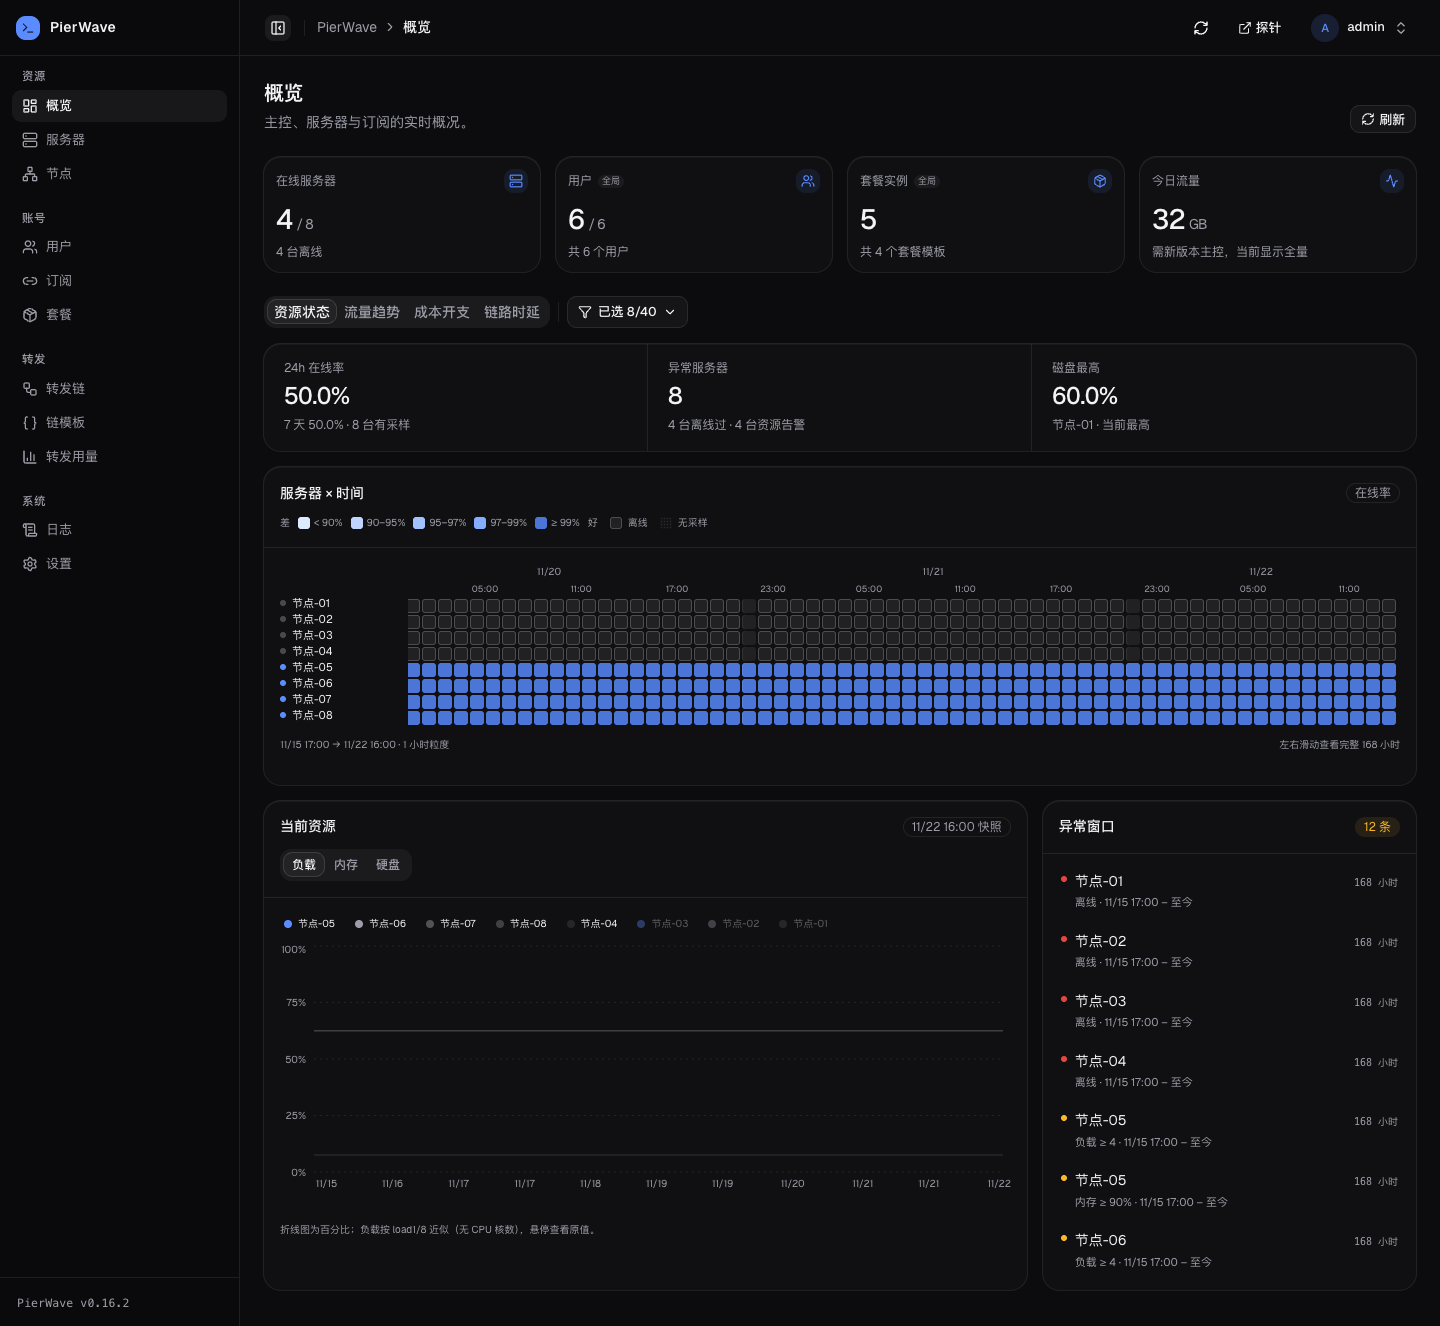 PierWave
资源
概览
服务器
节点
账号
用户
订阅
套餐
转发
转发链
链模板
转发用量
系统
日志
设置
PierWave v0.16.2
PierWave > 概览
探针
A admin
概览
主控、服务器与订阅的实时概况。
刷新
在线服务器
4 / 8
4 台离线
用户 全局
6 / 6
共 6 个用户
套餐实例 全局
5
共 4 个套餐模板
今日流量
32 GB
需新版本主控，当前显示全量
资源状态 流量趋势 成本开支 链路时延
已选 8/40
24h 在线率
50.0%
7 天 50.0% · 8 台有采样
异常服务器
8
4 台离线过 · 4 台资源告警
磁盘最高
60.0%
节点-01 · 当前最高
服务器 × 时间
在线率
差 < 90% 90–95% 95–97% 97–99% ≥ 99% 好 离线 无采样
11/20 11/21 11/22
05:00 11:00 17:00 23:00 05:00 11:00 17:00 23:00 05:00 11:00
节点-01
节点-02
节点-03
节点-04
节点-05
节点-06
节点-07
节点-08
11/15 17:00 → 11/22 16:00 · 1 小时粒度
左右滑动查看完整 168 小时
当前资源
11/22 16:00 快照
负载 内存 硬盘
节点-05 节点-06 节点-07 节点-08 节点-04 节点-03 节点-02 节点-01
100%
75%
50%
25%
0%
11/15 11/16 11/17 11/17 11/18 11/19 11/19 11/20 11/21 11/21 11/22
折线图为百分比；负载按 load1/8 近似（无 CPU 核数），悬停查看原值。
异常窗口
12 条
节点-01 168 小时
离线 · 11/15 17:00 – 至今
节点-02 168 小时
离线 · 11/15 17:00 – 至今
节点-03 168 小时
离线 · 11/15 17:00 – 至今
节点-04 168 小时
离线 · 11/15 17:00 – 至今
节点-05 168 小时
负载 ≥ 4 · 11/15 17:00 – 至今
节点-05 168 小时
内存 ≥ 90% · 11/15 17:00 – 至今
节点-06 168 小时
负载 ≥ 4 · 11/15 17:00 – 至今